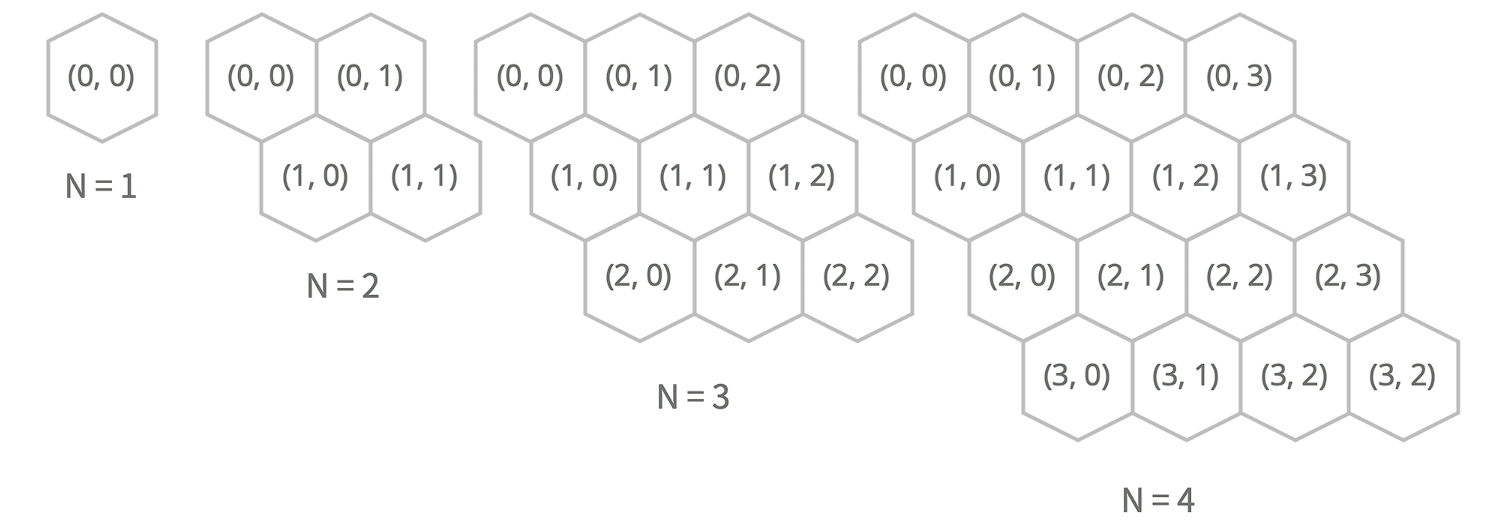 (0, 0) (0, 0) (0, 1) (0, 0) (0, 1) (0, 2) (0, 0) (0, 1) (0, 2) (0, 3)
(1, 0) (1, 1) (1, 0) (1, 1) (1, 2) (1, 0) (1, 1) (1, 2) (1, 3)
N = 1
(2, 0) (2, 1) (2, 2) (2, 0) (2, 1) (2, 2) (2, 3)
N = 2
(3, 0) (3, 1) (3, 2) (3, 2)
N = 3
N = 4